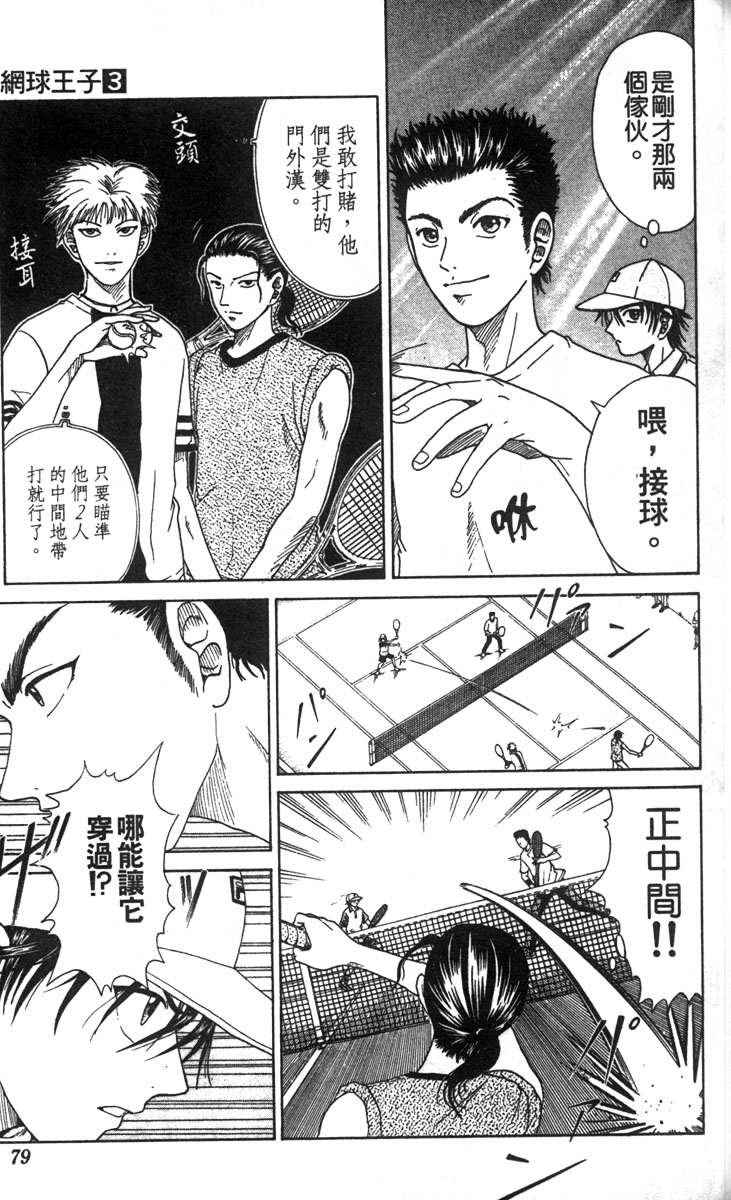 網球王子3
是剛才那兩
個傢伙。
喂，接球。
咻
我敢打賭，他
們是雙打的
門外漢。
交頭
接耳
只要瞄準
他們2人
的中間地帶
打就行了。
正中間!!
哪能讓它
穿過!?
79